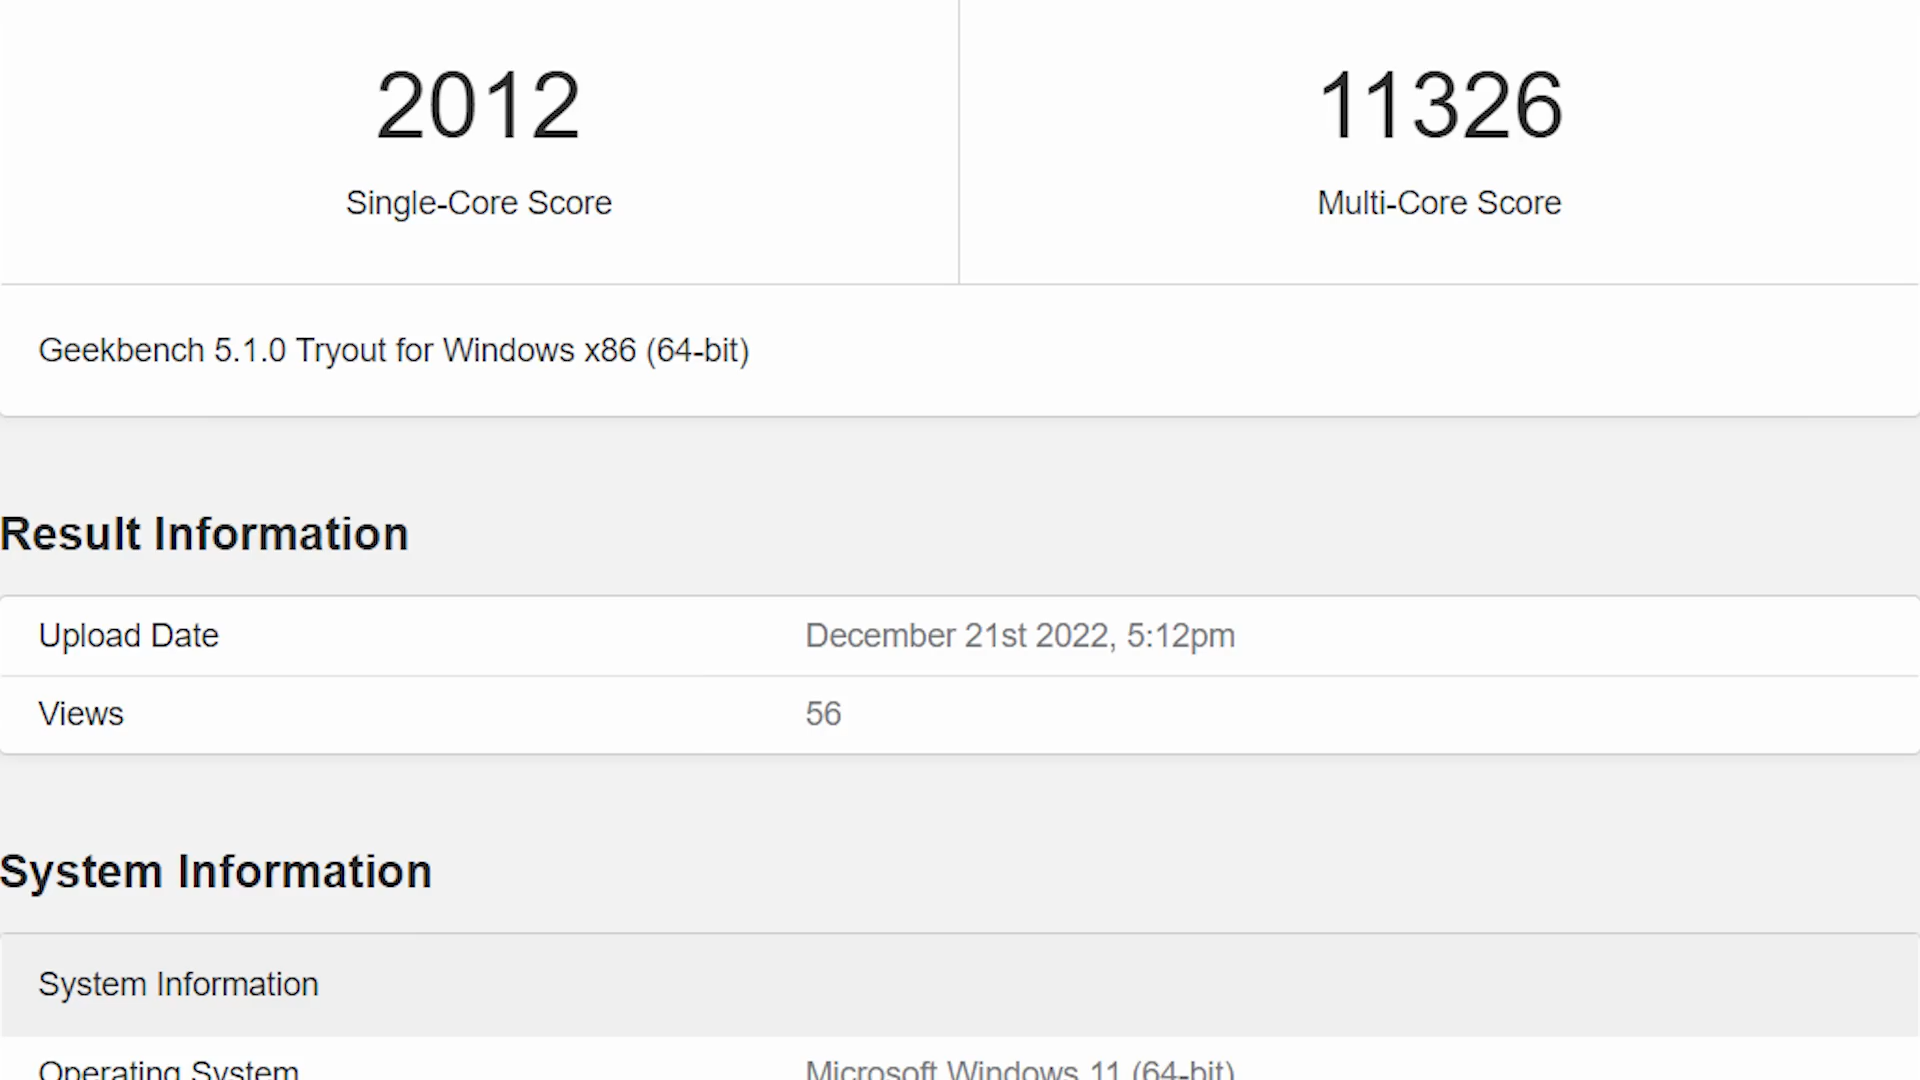 2012
Single-Core Score
11326
Multi-Core Score
Geekbench 5.1.0 Tryout for Windows x86 (64-bit)
Result Information
Upload Date December 21st 2022, 5:12pm
Views 56
System Information
System Information
Operating System Microsoft Windows 11 (64-bit)